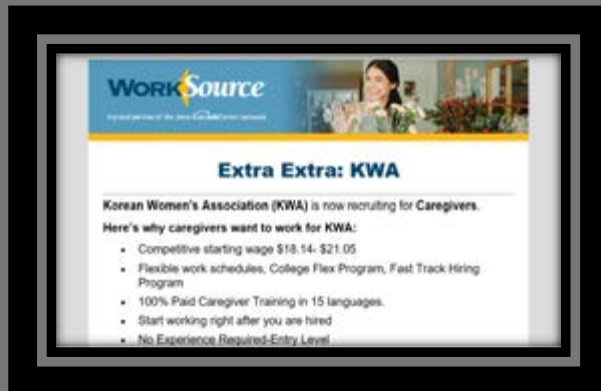 WorkSource
Extra Extra: KWA
Korean Women's Association (KWA) is now recruiting for Caregivers.
Here's why caregivers want to work for KWA:
• Competitive starting wage $18.14- $21.05
• Flexible work schedules, College Flex Program, Fast Track Hiring
Program
• 100% Paid Caregiver Training in 15 languages.
• Start working right after you are hired
• No Experience Required-Entry Level